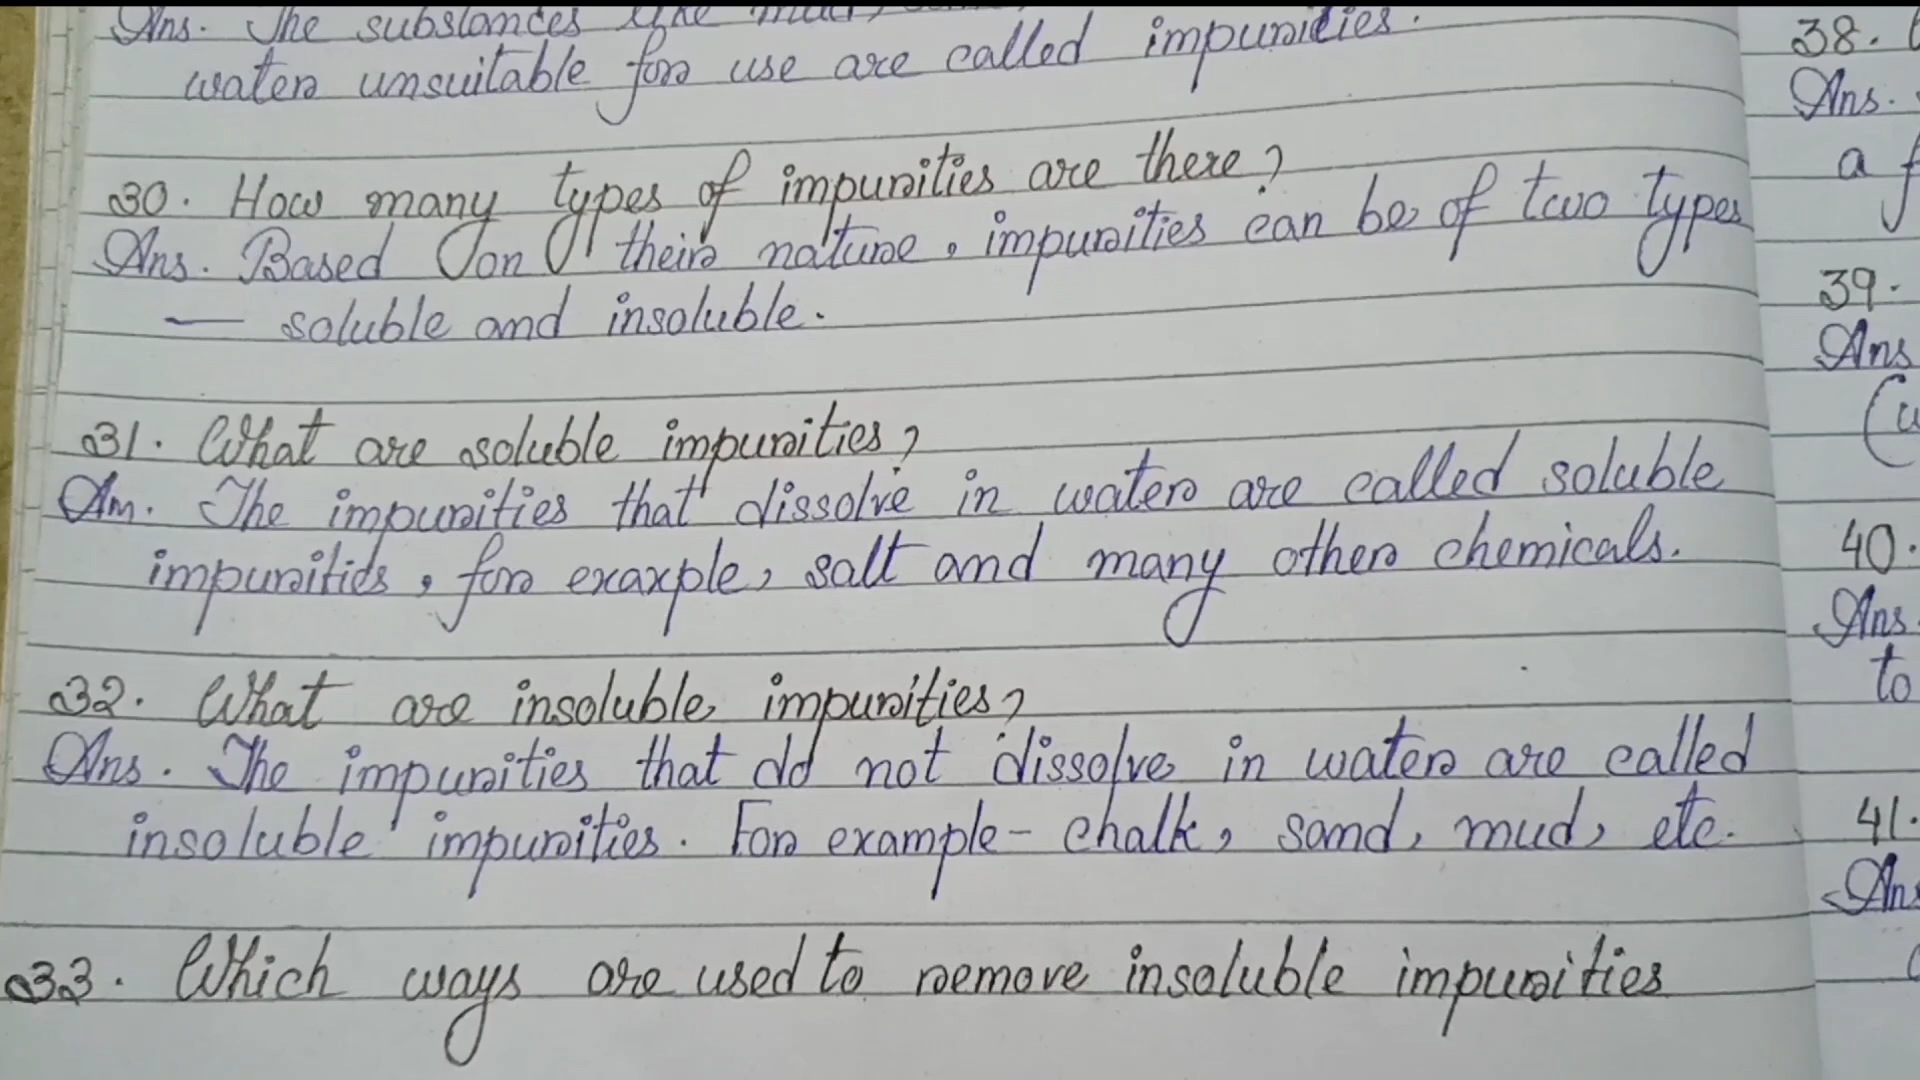 Ans. The substances like mud,
water unsuitable for use are called impurities.
30. How many types of impurities are there?
Ans. Based on their nature, impurities can be of two types
— soluble and insoluble.
31. What are soluble impurities?
Ans. The impurities that dissolve in water are called soluble
impurities, for example, salt and many other chemicals.
32. What are insoluble impurities?
Ans. The impurities that do not dissolve in water are called
insoluble impurities. For example- chalk, sand, mud, etc.
33. Which ways are used to remove insoluble impurities
38.
Ans.
a
39.
Ans
40.
Ans.
to
41.
Ans